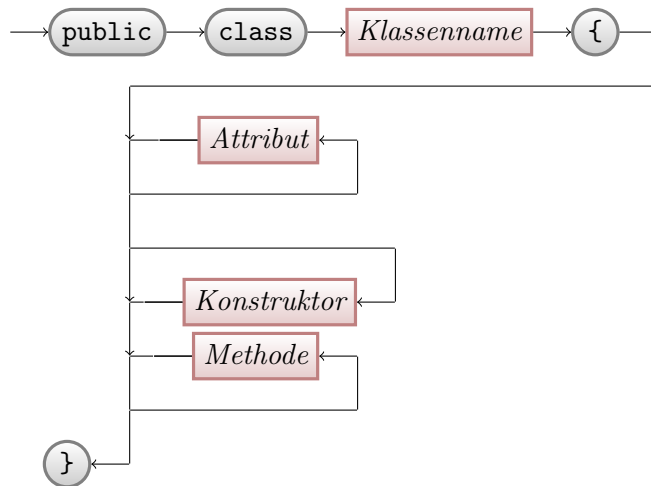 public class Klassenname {
Attribut
Konstruktor
Methode
}